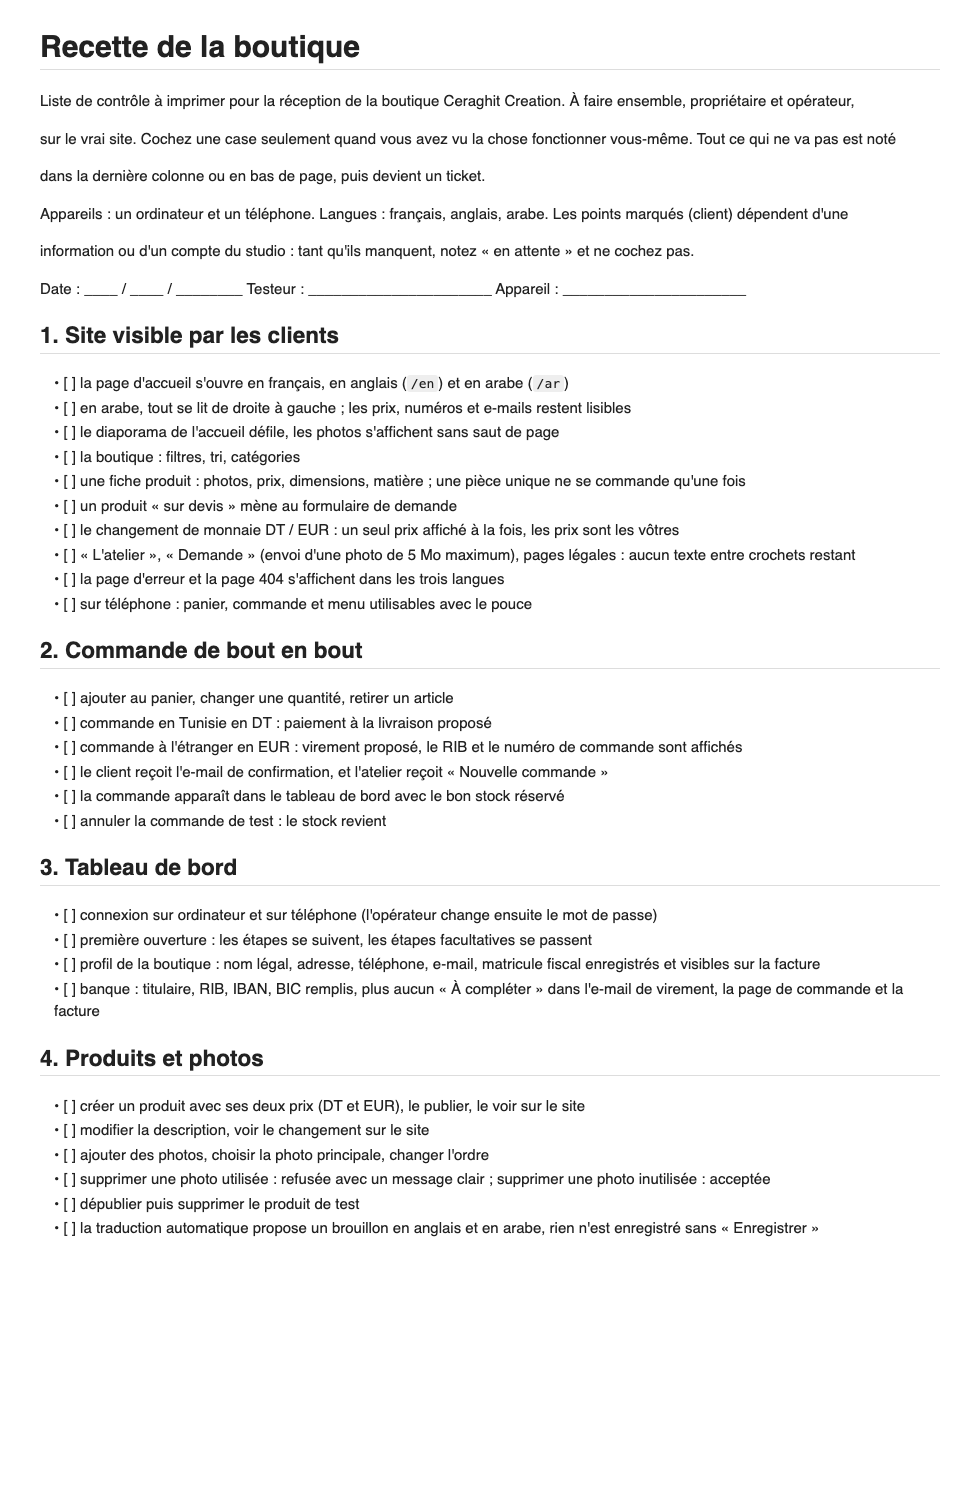 Recette de la boutique
Liste de contrôle à imprimer pour la réception de la boutique Ceraghit Creation. À faire ensemble, propriétaire et opérateur,
sur le vrai site. Cochez une case seulement quand vous avez vu la chose fonctionner vous-même. Tout ce qui ne va pas est noté
dans la dernière colonne ou en bas de page, puis devient un ticket.
Appareils : un ordinateur et un téléphone. Langues : français, anglais, arabe. Les points marqués (client) dépendent d'une
information ou d'un compte du studio : tant qu'ils manquent, notez « en attente » et ne cochez pas.
Date : ____ / ____ / ________ Testeur : ______________________ Appareil : ______________________
1. Site visible par les clients
• [ ] la page d'accueil s'ouvre en français, en anglais ( /en ) et en arabe ( /ar )
• [ ] en arabe, tout se lit de droite à gauche ; les prix, numéros et e-mails restent lisibles
• [ ] le diaporama de l'accueil défile, les photos s'affichent sans saut de page
• [ ] la boutique : filtres, tri, catégories
• [ ] une fiche produit : photos, prix, dimensions, matière ; une pièce unique ne se commande qu'une fois
• [ ] un produit « sur devis » mène au formulaire de demande
• [ ] le changement de monnaie DT / EUR : un seul prix affiché à la fois, les prix sont les vôtres
• [ ] « L'atelier », « Demande » (envoi d'une photo de 5 Mo maximum), pages légales : aucun texte entre crochets restant
• [ ] la page d'erreur et la page 404 s'affichent dans les trois langues
• [ ] sur téléphone : panier, commande et menu utilisables avec le pouce
2. Commande de bout en bout
• [ ] ajouter au panier, changer une quantité, retirer un article
• [ ] commande en Tunisie en DT : paiement à la livraison proposé
• [ ] commande à l'étranger en EUR : virement proposé, le RIB et le numéro de commande sont affichés
• [ ] le client reçoit l'e-mail de confirmation, et l'atelier reçoit « Nouvelle commande »
• [ ] la commande apparaît dans le tableau de bord avec le bon stock réservé
• [ ] annuler la commande de test : le stock revient
3. Tableau de bord
• [ ] connexion sur ordinateur et sur téléphone (l'opérateur change ensuite le mot de passe)
• [ ] première ouverture : les étapes se suivent, les étapes facultatives se passent
• [ ] profil de la boutique : nom légal, adresse, téléphone, e-mail, matricule fiscal enregistrés et visibles sur la facture
• [ ] banque : titulaire, RIB, IBAN, BIC remplis, plus aucun « À compléter » dans l'e-mail de virement, la page de commande et la
facture
4. Produits et photos
• [ ] créer un produit avec ses deux prix (DT et EUR), le publier, le voir sur le site
• [ ] modifier la description, voir le changement sur le site
• [ ] ajouter des photos, choisir la photo principale, changer l'ordre
• [ ] supprimer une photo utilisée : refusée avec un message clair ; supprimer une photo inutilisée : acceptée
• [ ] dépublier puis supprimer le produit de test
• [ ] la traduction automatique propose un brouillon en anglais et en arabe, rien n'est enregistré sans « Enregistrer »